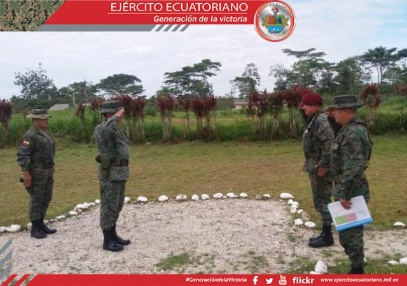 EJÉRCITO ECUATORIANO
Generación de la victoria
#GeneracióndelaVictoria
flickr
www.ejercitoecuatoriano.mil.ec